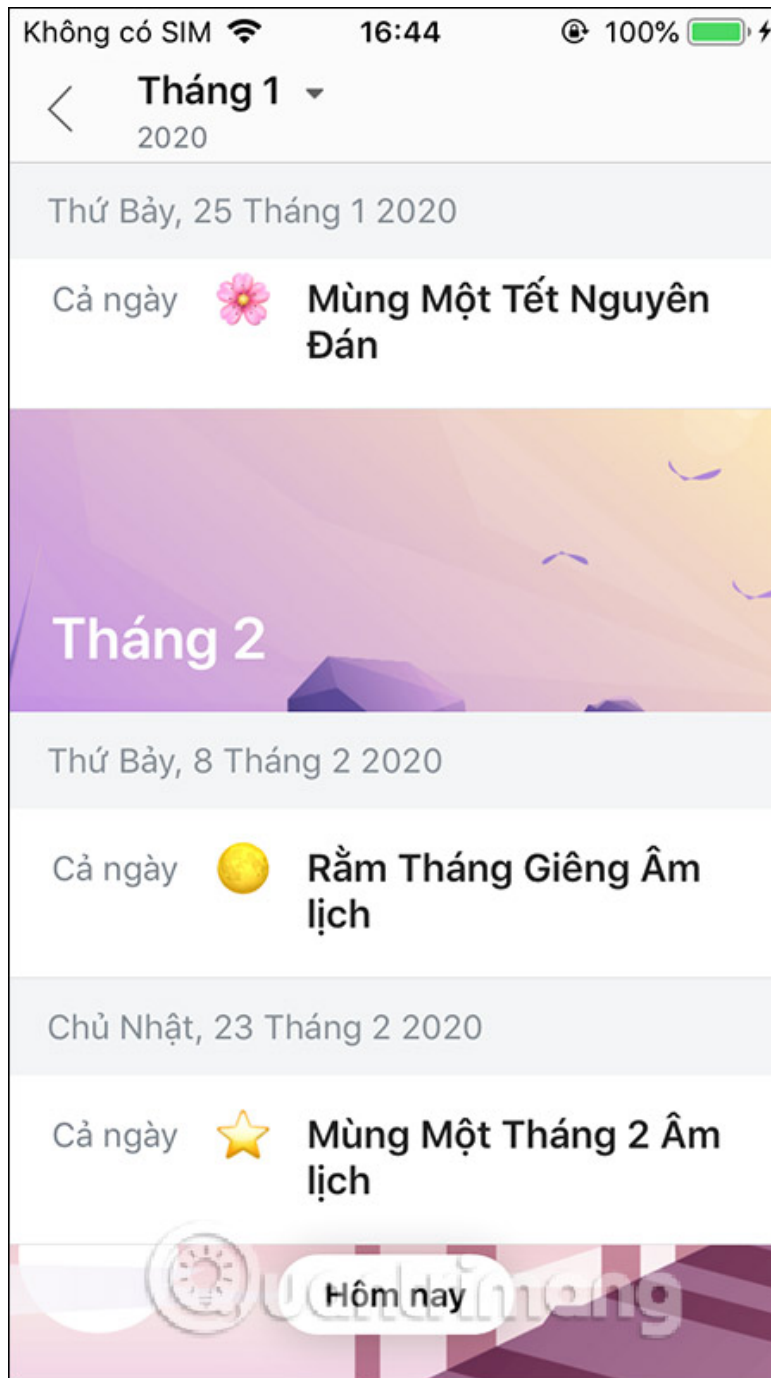 Không có SIM 16:44 100%
Tháng 1
2020
Thứ Bảy, 25 Tháng 1 2020
Cả ngày 🌸 Mùng Một Tết Nguyên
Đán
Tháng 2
Thứ Bảy, 8 Tháng 2 2020
Cả ngày 🌕 Rằm Tháng Giêng Âm
lịch
Chủ Nhật, 23 Tháng 2 2020
Cả ngày ⭐ Mùng Một Tháng 2 Âm
lịch
Hôm nay
Quantrimang